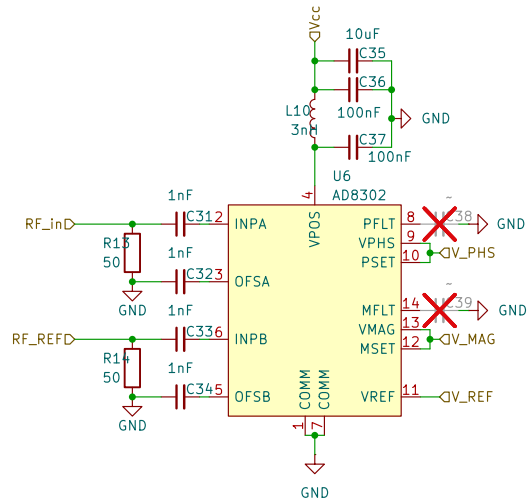 Vcc
10uF
C35
C36
L10
100nF
3nH
C37
100nF
U6
AD8302
4
VPOS
1nF
RF_in
C31
2
INPA
PFLT
8
C38
~
GND
R13
50
VPHS
9
V_PHS
PSET
10
1nF
C32
3
OFSA
GND
1nF
RF_REF
C33
6
INPB
MFLT
14
C39
~
GND
VMAG
13
V_MAG
MSET
12
R14
50
1nF
C34
5
OFSB
VREF
11
V_REF
GND
COMM
COMM
1
7
GND
GND